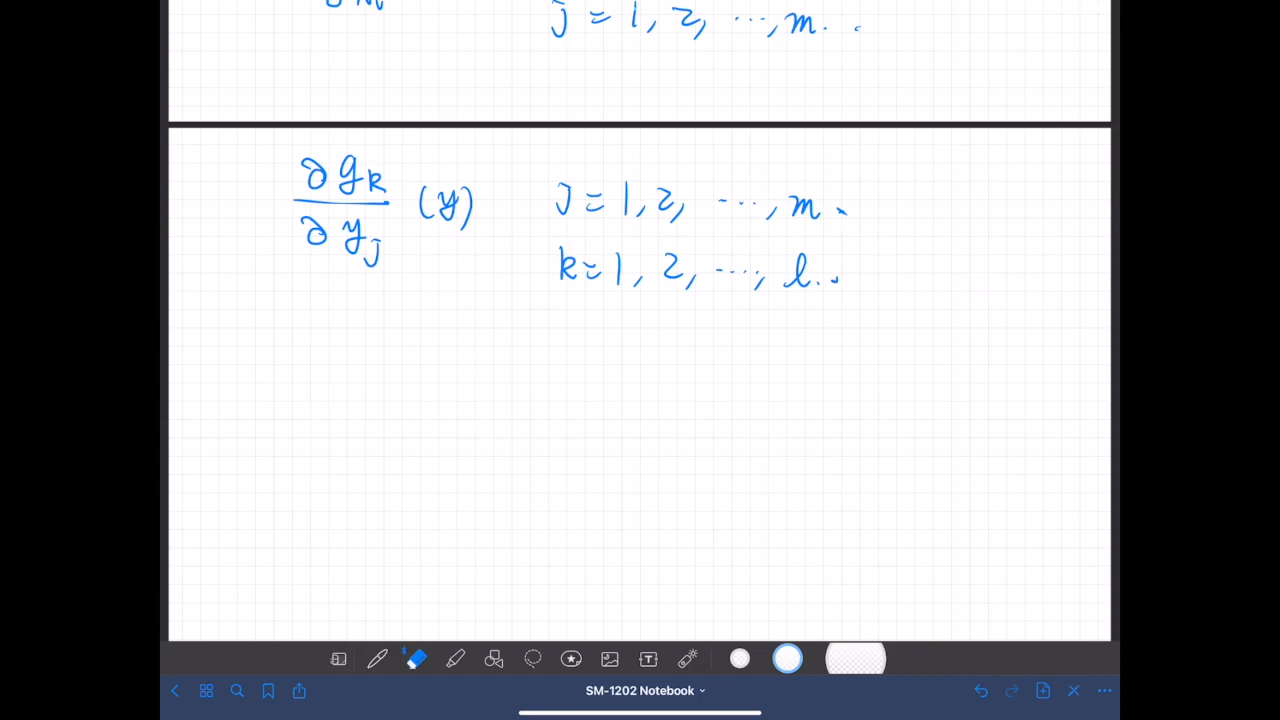 j = 1, 2, ..., m.
∂g_k/∂y_j (y) j = 1, 2, ..., m.
k = 1, 2, ..., l.
SM-1202 Notebook